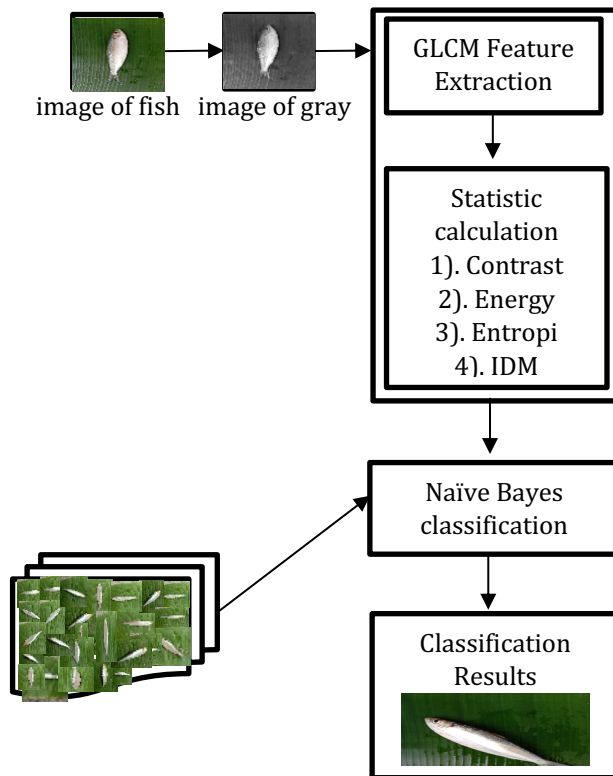 image of fish
image of gray
GLCM Feature
Extraction
Statistic
calculation
1). Contrast
2). Energy
3). Entropi
4). IDM
Naïve Bayes
classification
Classification
Results